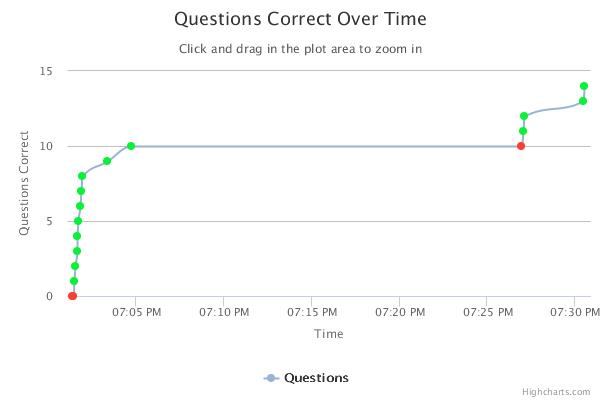 Questions Correct Over Time
Click and drag in the plot area to zoom in
Questions Correct
15
10
5
0
07:05 PM 07:10 PM 07:15 PM 07:20 PM 07:25 PM 07:30 PM
Time
Questions
Highcharts.com